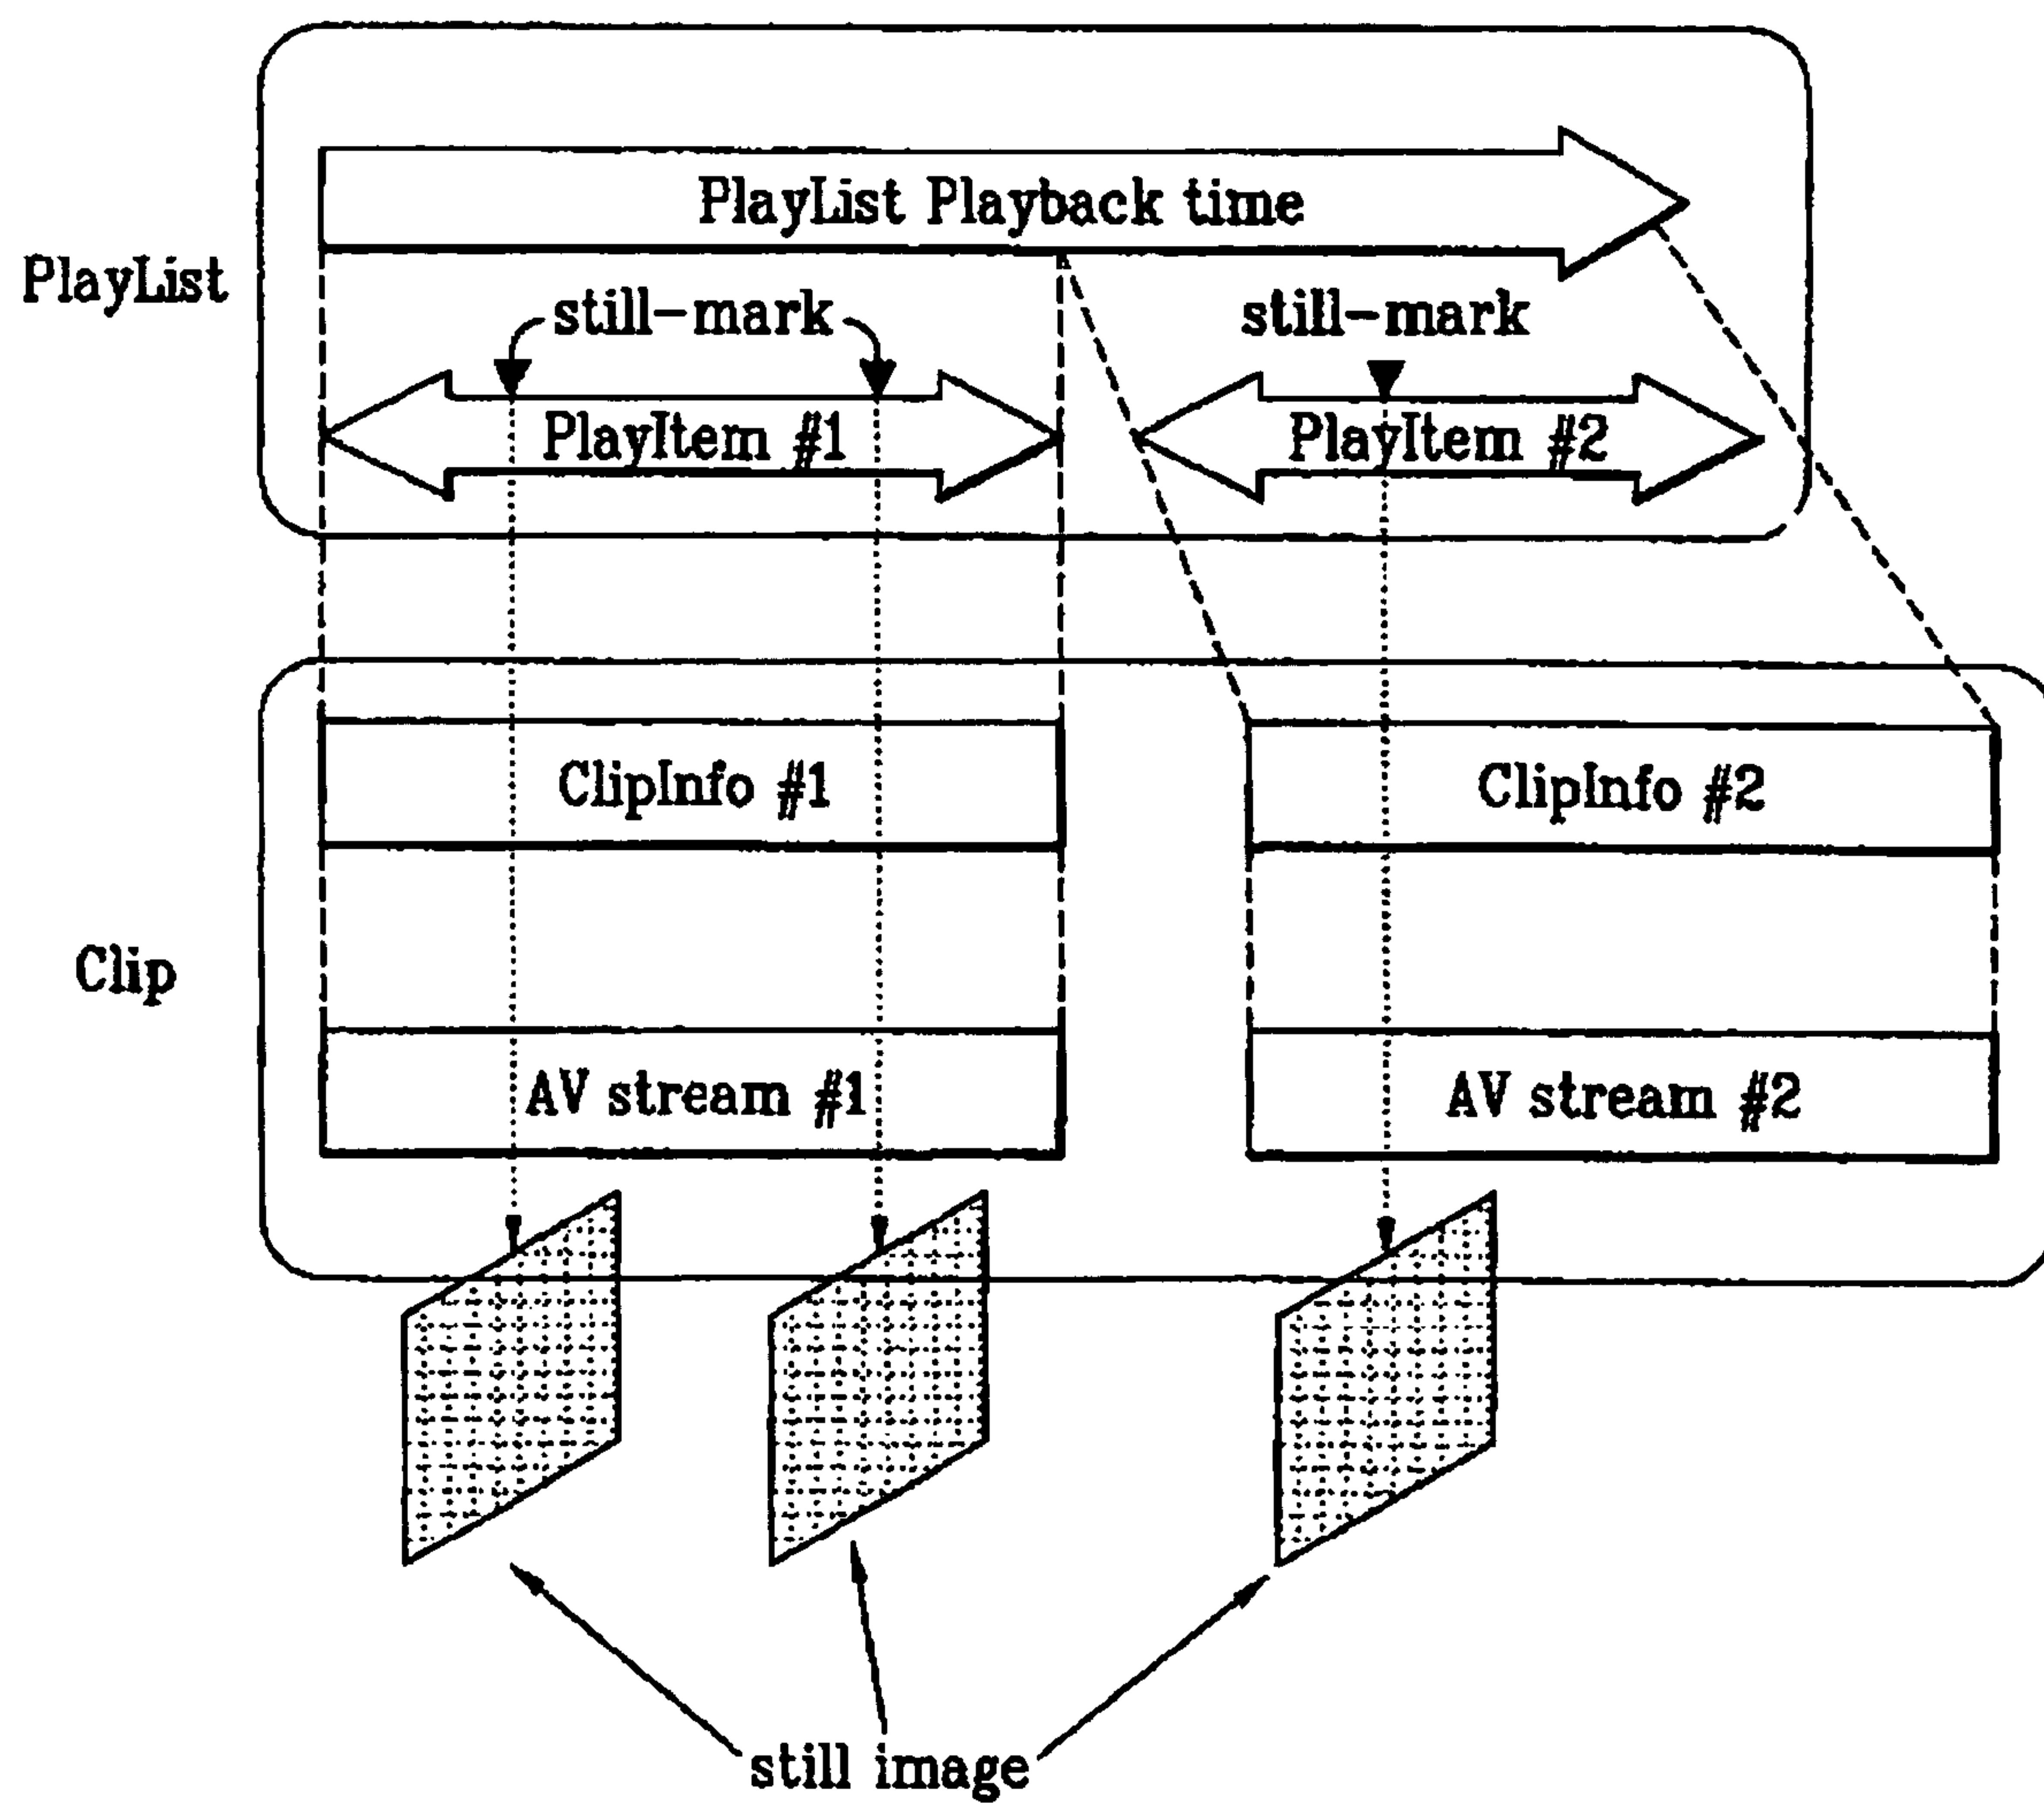 PlayList Playback time
PlayList
still-mark
still-mark
PlayItem #1
PlayItem #2
ClipInfo #1
ClipInfo #2
Clip
AV stream #1
AV stream #2
still image